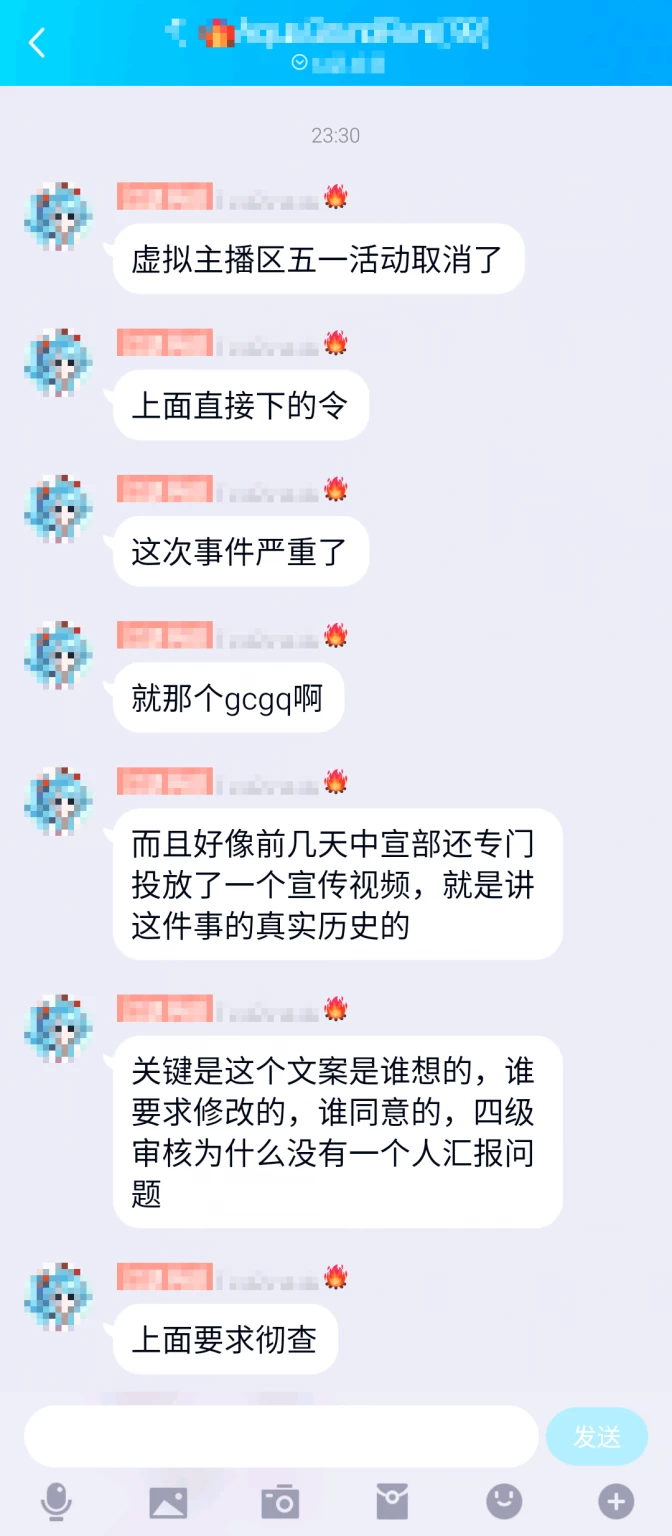 23:30
虚拟主播区五一活动取消了
上面直接下的令
这次事件严重了
就那个gcgq啊
而且好像前几天中宣部还专门
投放了一个宣传视频，就是讲
这件事的真实历史的
关键是这个文案是谁想的，谁
要求修改的，谁同意的，四级
审核为什么没有一个人汇报问
题
上面要求彻查
发送